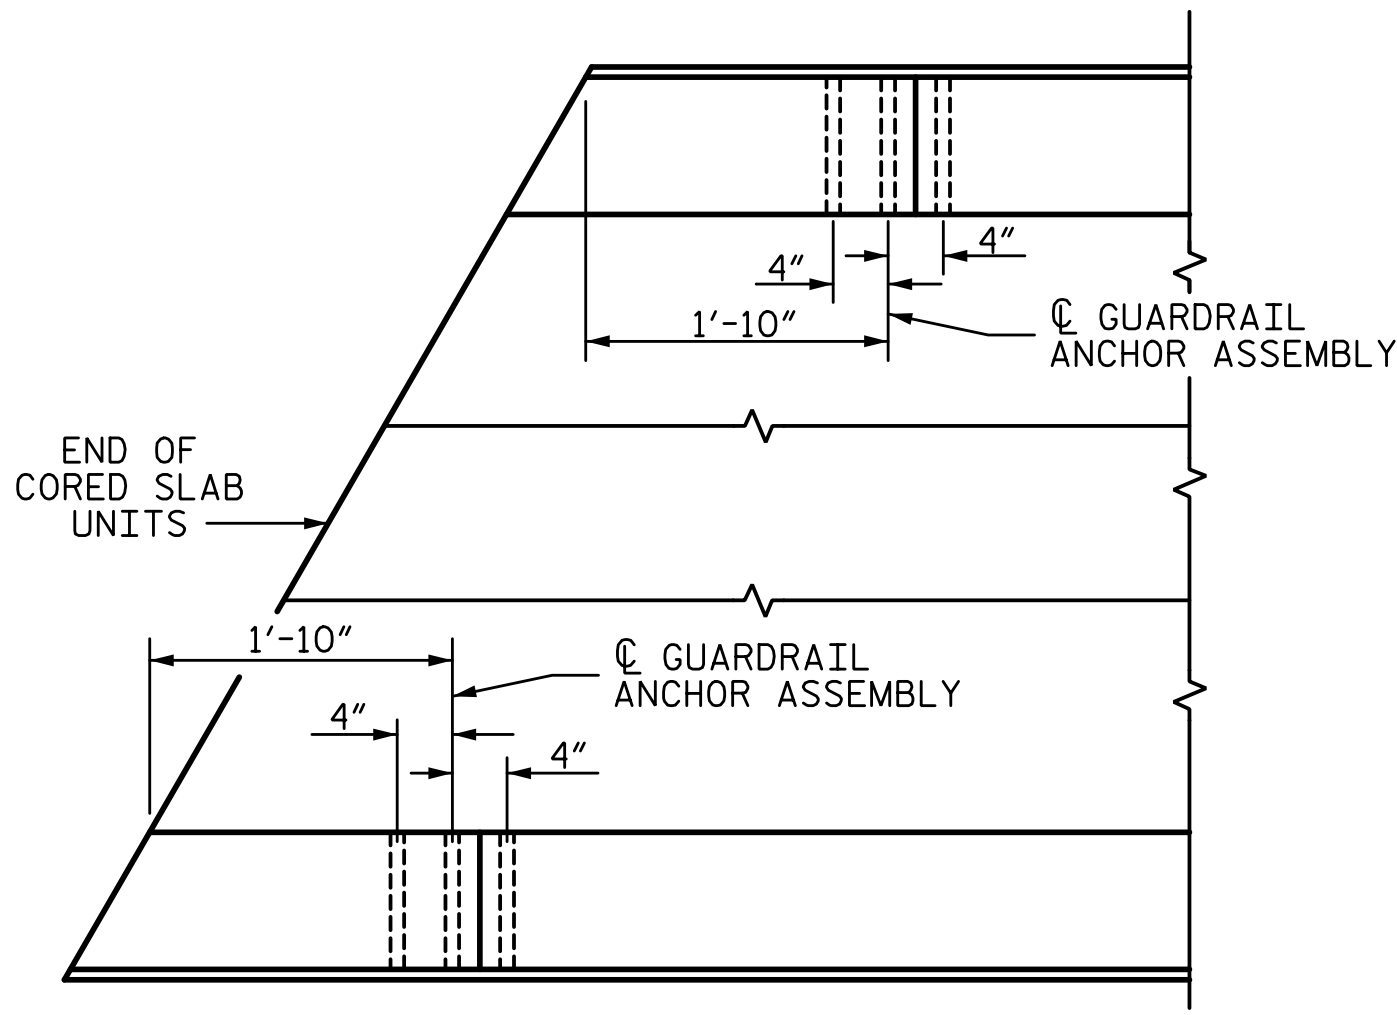 4″
4″
1′-10″
℄ GUARDRAIL
ANCHOR ASSEMBLY
END OF
CORED SLAB
UNITS
1′-10″
℄ GUARDRAIL
ANCHOR ASSEMBLY
4″
4″